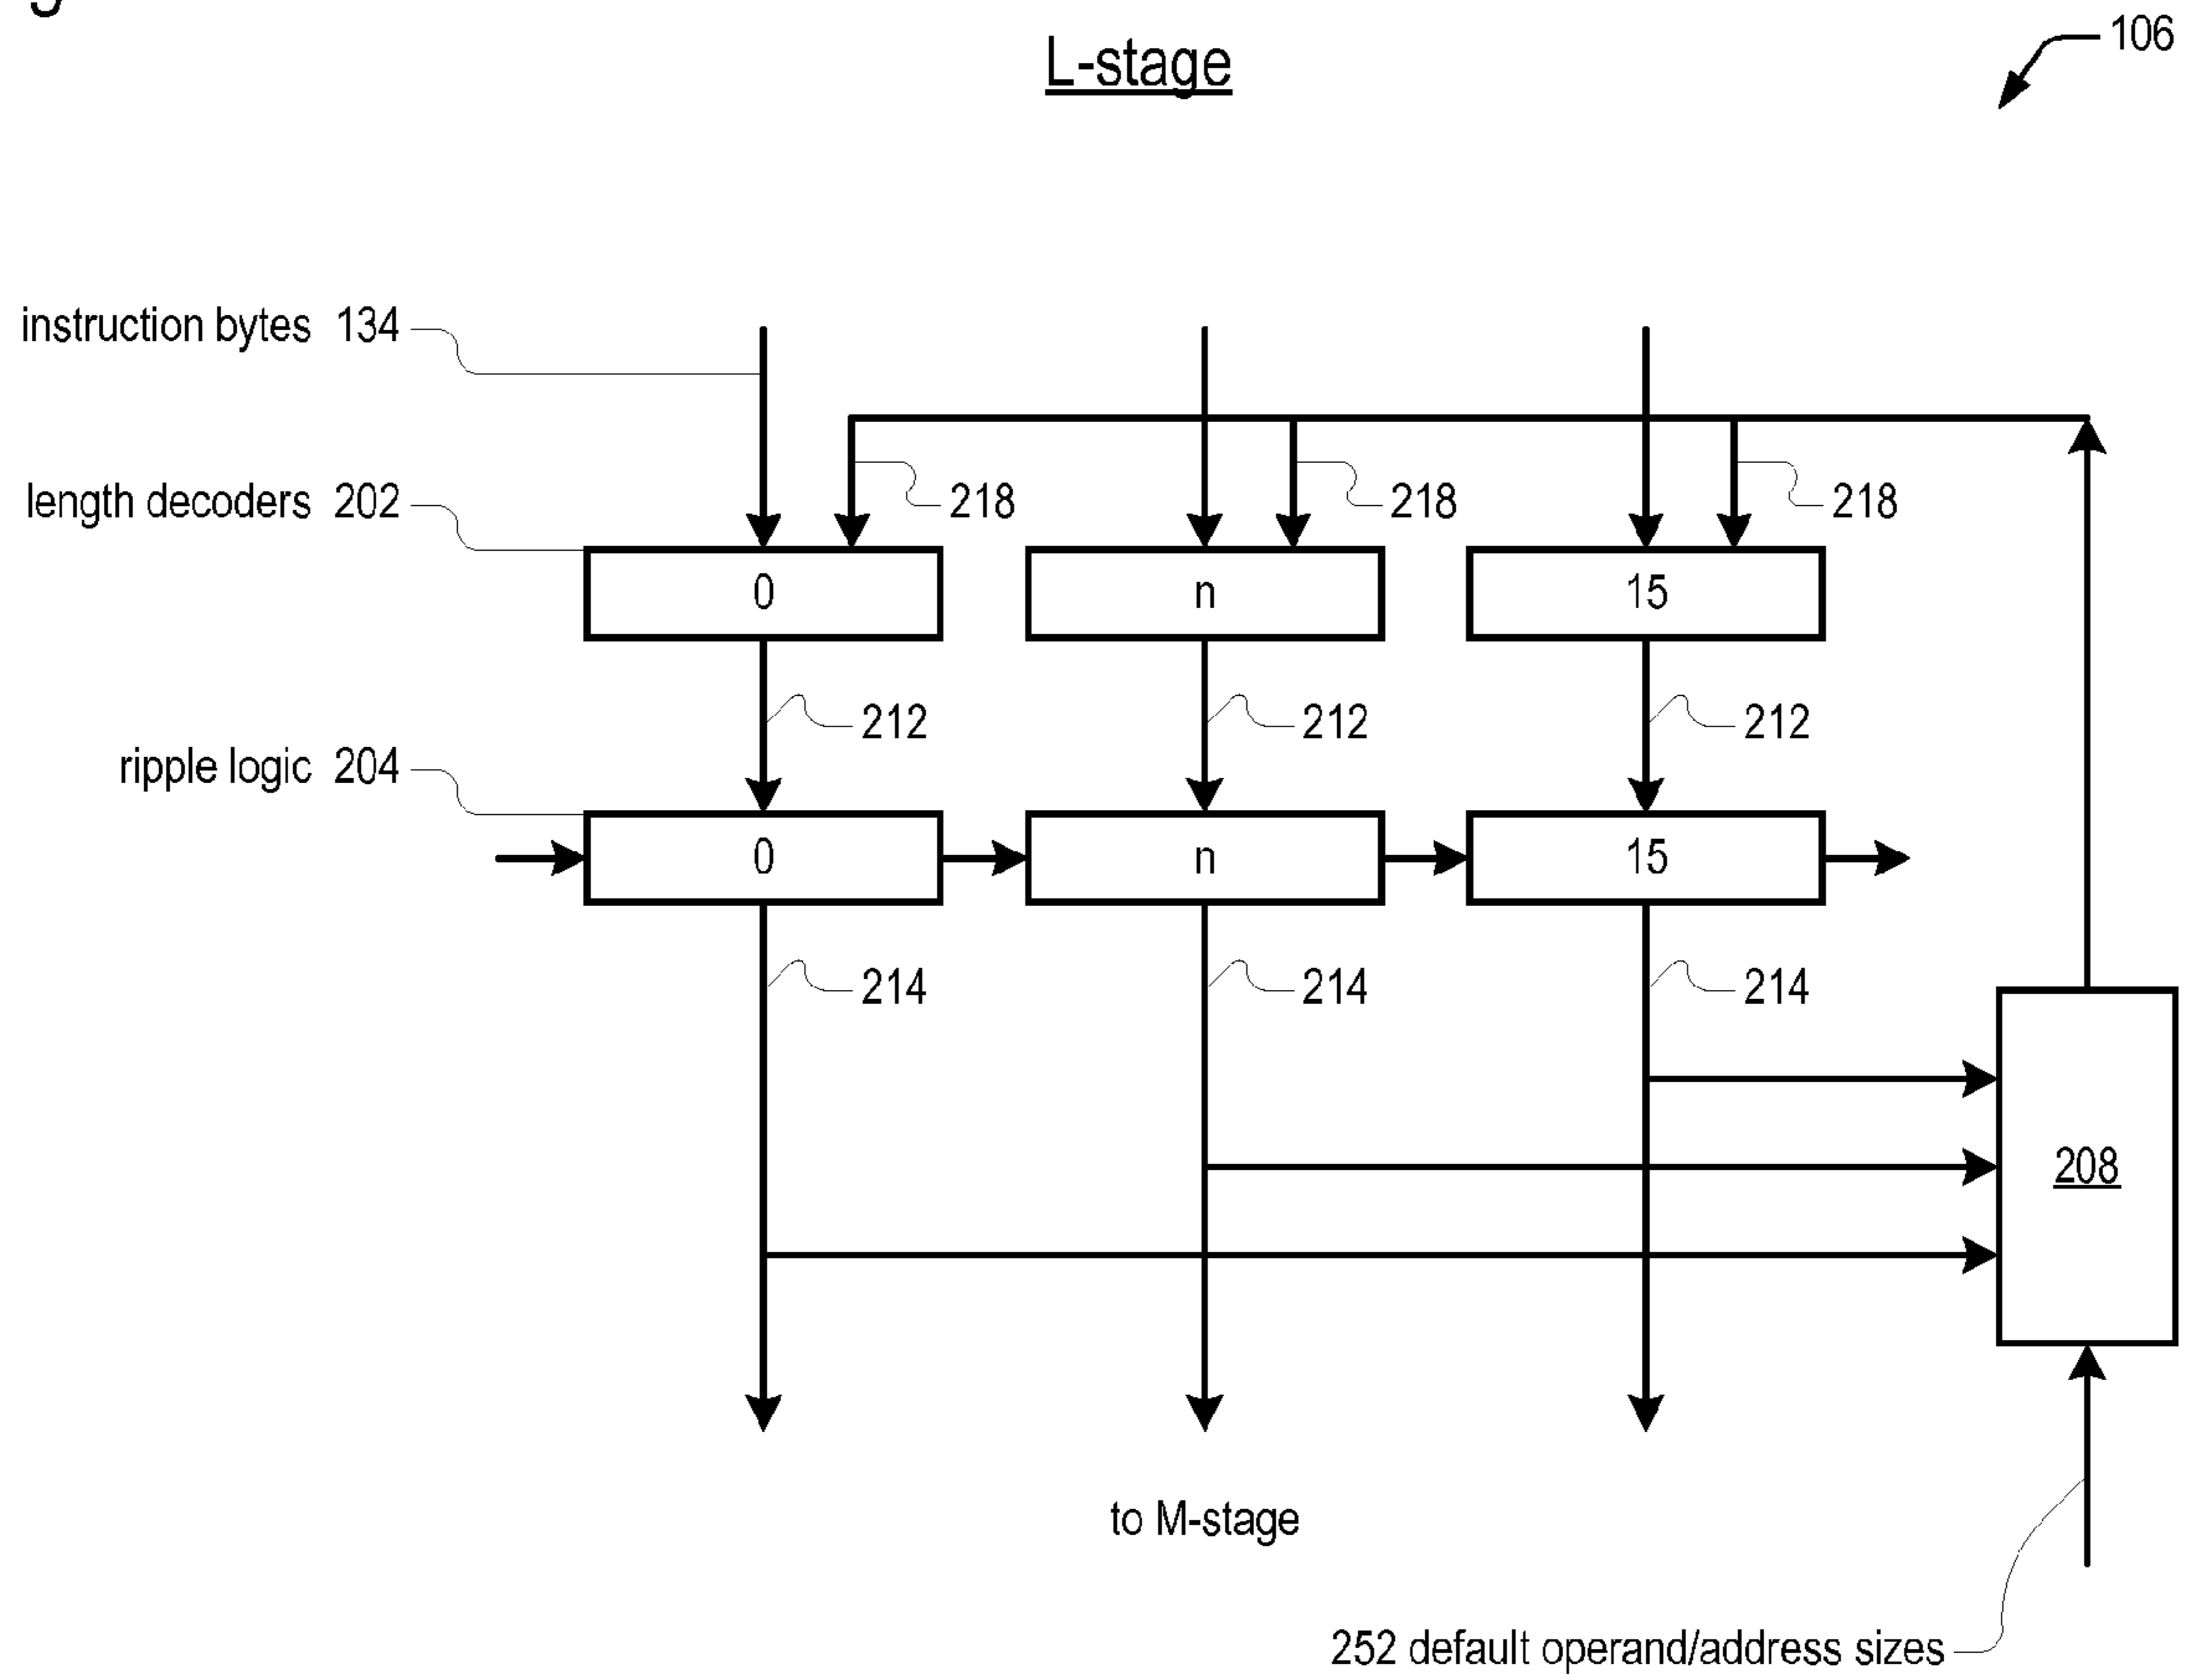 L-stage
106
instruction bytes 134
length decoders 202
218
218
218
0
n
15
212
212
212
ripple logic 204
0
n
15
214
214
214
208
to M-stage
252 default operand/address sizes